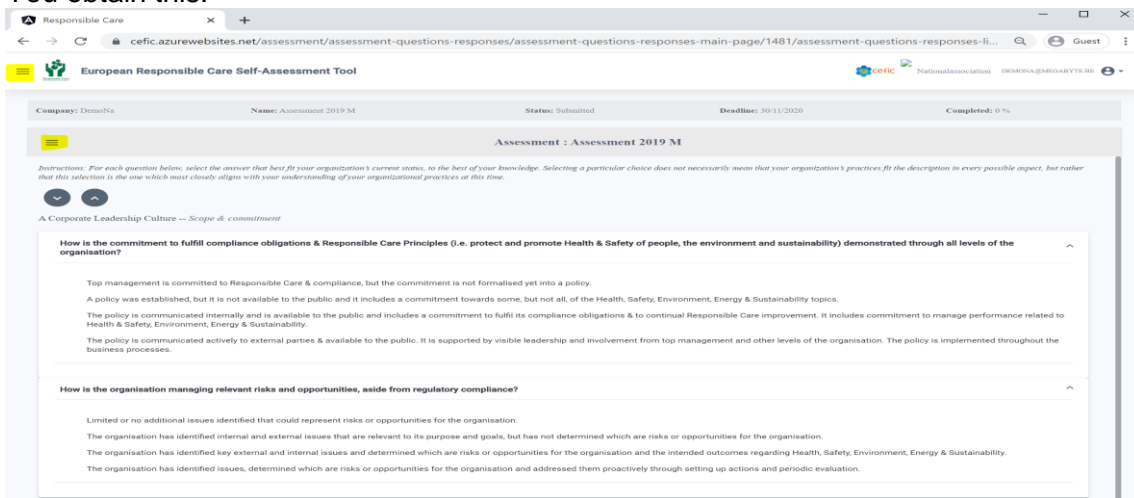 You obtain this:
Responsible Care
cefic.azurewebsites.net/assessment/assessment-questions-responses/assessment-questions-responses-main-page/1481/assessment-questions-responses-li...
Guest
European Responsible Care Self-Assessment Tool
cefic
Nationalassociation
DEMONA@MEGABYTE.BE
Company: DemoNa
Name: Assessment 2019 M
Status: Submitted
Deadline: 30/11/2020
Completed: 0 %
Assessment : Assessment 2019 M
Instructions: For each question below, select the answer that best fit your organization's current status, to the best of your knowledge. Selecting a particular choice does not necessarily mean that your organization's practices fit the description in every possible aspect, but rather
that this selection is the one which most closely aligns with your understanding of your organizational practices at this time.
A Corporate Leadership Culture -- Scope & commitment
How is the commitment to fulfill compliance obligations & Responsible Care Principles (i.e. protect and promote Health & Safety of people, the environment and sustainability) demonstrated through all levels of the
organisation?
Top management is committed to Responsible Care & compliance, but the commitment is not formalised yet into a policy.
A policy was established, but it is not available to the public and it includes a commitment towards some, but not all, of the Health, Safety, Environment, Energy & Sustainability topics.
The policy is communicated internally and is available to the public and includes a commitment to fulfil its compliance obligations & to continual Responsible Care improvement. It includes commitment to manage performance related to
Health & Safety, Environment, Energy & Sustainability.
The policy is communicated actively to external parties & available to the public. It is supported by visible leadership and involvement from top management and other levels of the organisation. The policy is implemented throughout the
business processes.
How is the organisation managing relevant risks and opportunities, aside from regulatory compliance?
Limited or no additional issues identified that could represent risks or opportunities for the organisation.
The organisation has identified internal and external issues that are relevant to its purpose and goals, but has not determined which are risks or opportunities for the organisation.
The organisation has identified key external and internal issues and determined which are risks or opportunities for the organisation and the intended outcomes regarding Health, Safety, Environment, Energy & Sustainability.
The organisation has identified issues, determined which are risks or opportunities for the organisation and addressed them proactively through setting up actions and periodic evaluation.